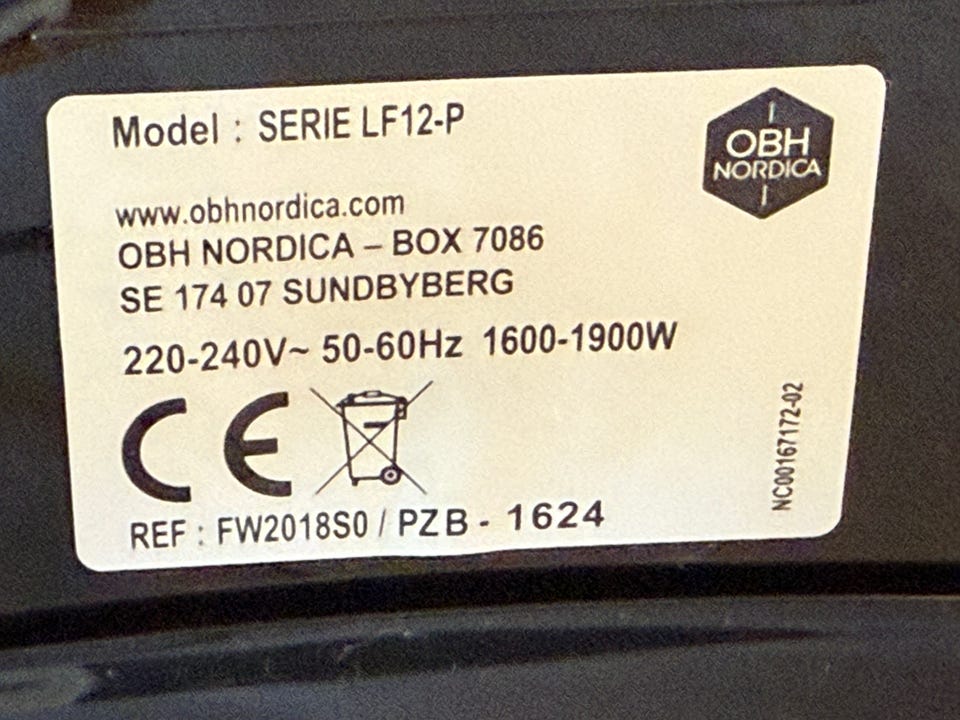 Model : SERIE LF12-P
OBH
NORDICA
www.obhnordica.com
OBH NORDICA – BOX 7086
SE 174 07 SUNDBYBERG
220-240V~ 50-60Hz 1600-1900W
CE
REF : FW2018S0 / PZB - 1624
NC00167172-02